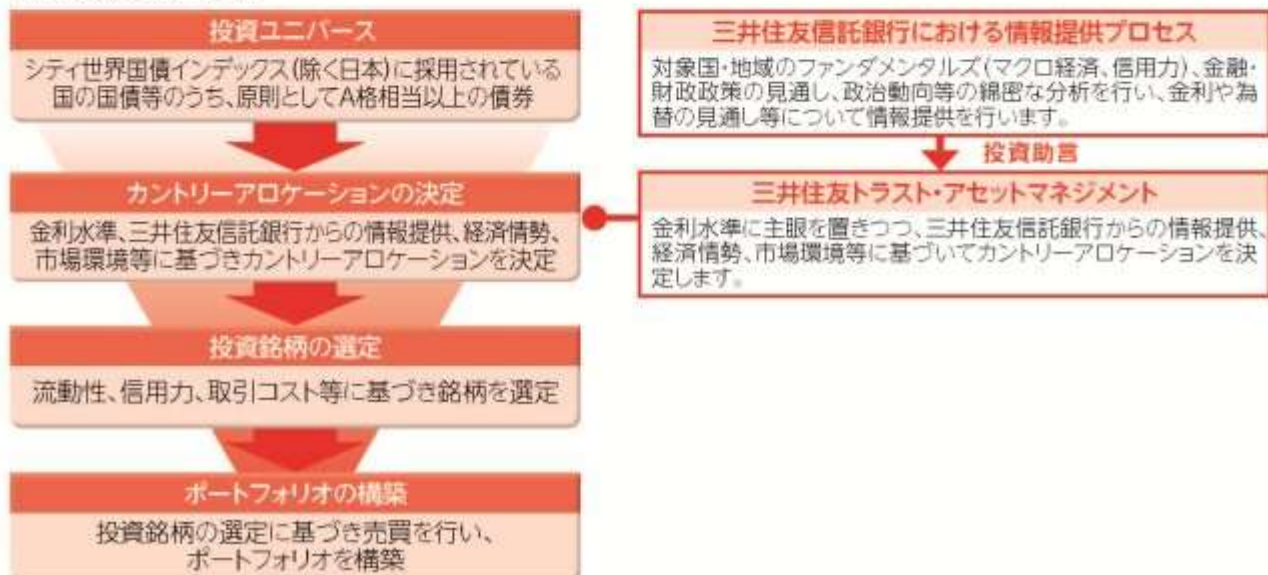 投資ユニバース
シティ世界国債インデックス(除く日本)に採用されている
国の国債等のうち、原則としてA格相当以上の債券
カントリーアロケーションの決定
金利水準、三井住友信託銀行からの情報提供、経済情勢、
市場環境等に基づきカントリーアロケーションを決定
投資銘柄の選定
流動性、信用力、取引コスト等に基づき銘柄を選定
ポートフォリオの構築
投資銘柄の選定に基づき売買を行い、
ポートフォリオを構築
三井住友信託銀行における情報提供プロセス
対象国・地域のファンダメンタルズ(マクロ経済、信用力)、金融・
財政政策の見通し、政治動向等の綿密な分析を行い、金利や為
替の見通し等について情報提供を行います。
投資助言
三井住友トラスト・アセットマネジメント
金利水準に主眼を置きつつ、三井住友信託銀行からの情報提供、
経済情勢、市場環境等に基づいてカントリーアロケーションを決
定します。